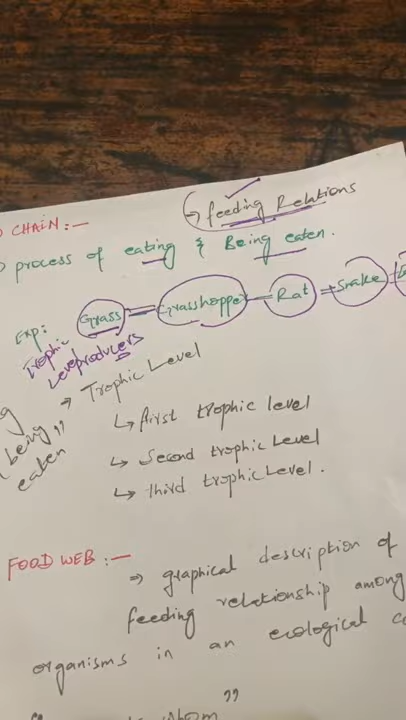 feeding Relations
CHAIN:-
process of eating & Being eaten.
Exp: Grass = Grasshopper - Rat = Snake =
Trophic
Level producers
⇒ Trophic Level
↳ first trophic level
being"
↳ Second trophic Level
eaten
↳ third trophic Level.
FOOD WEB:-
⇒ graphical description of
feeding relationship among
organisms in an ecological
"